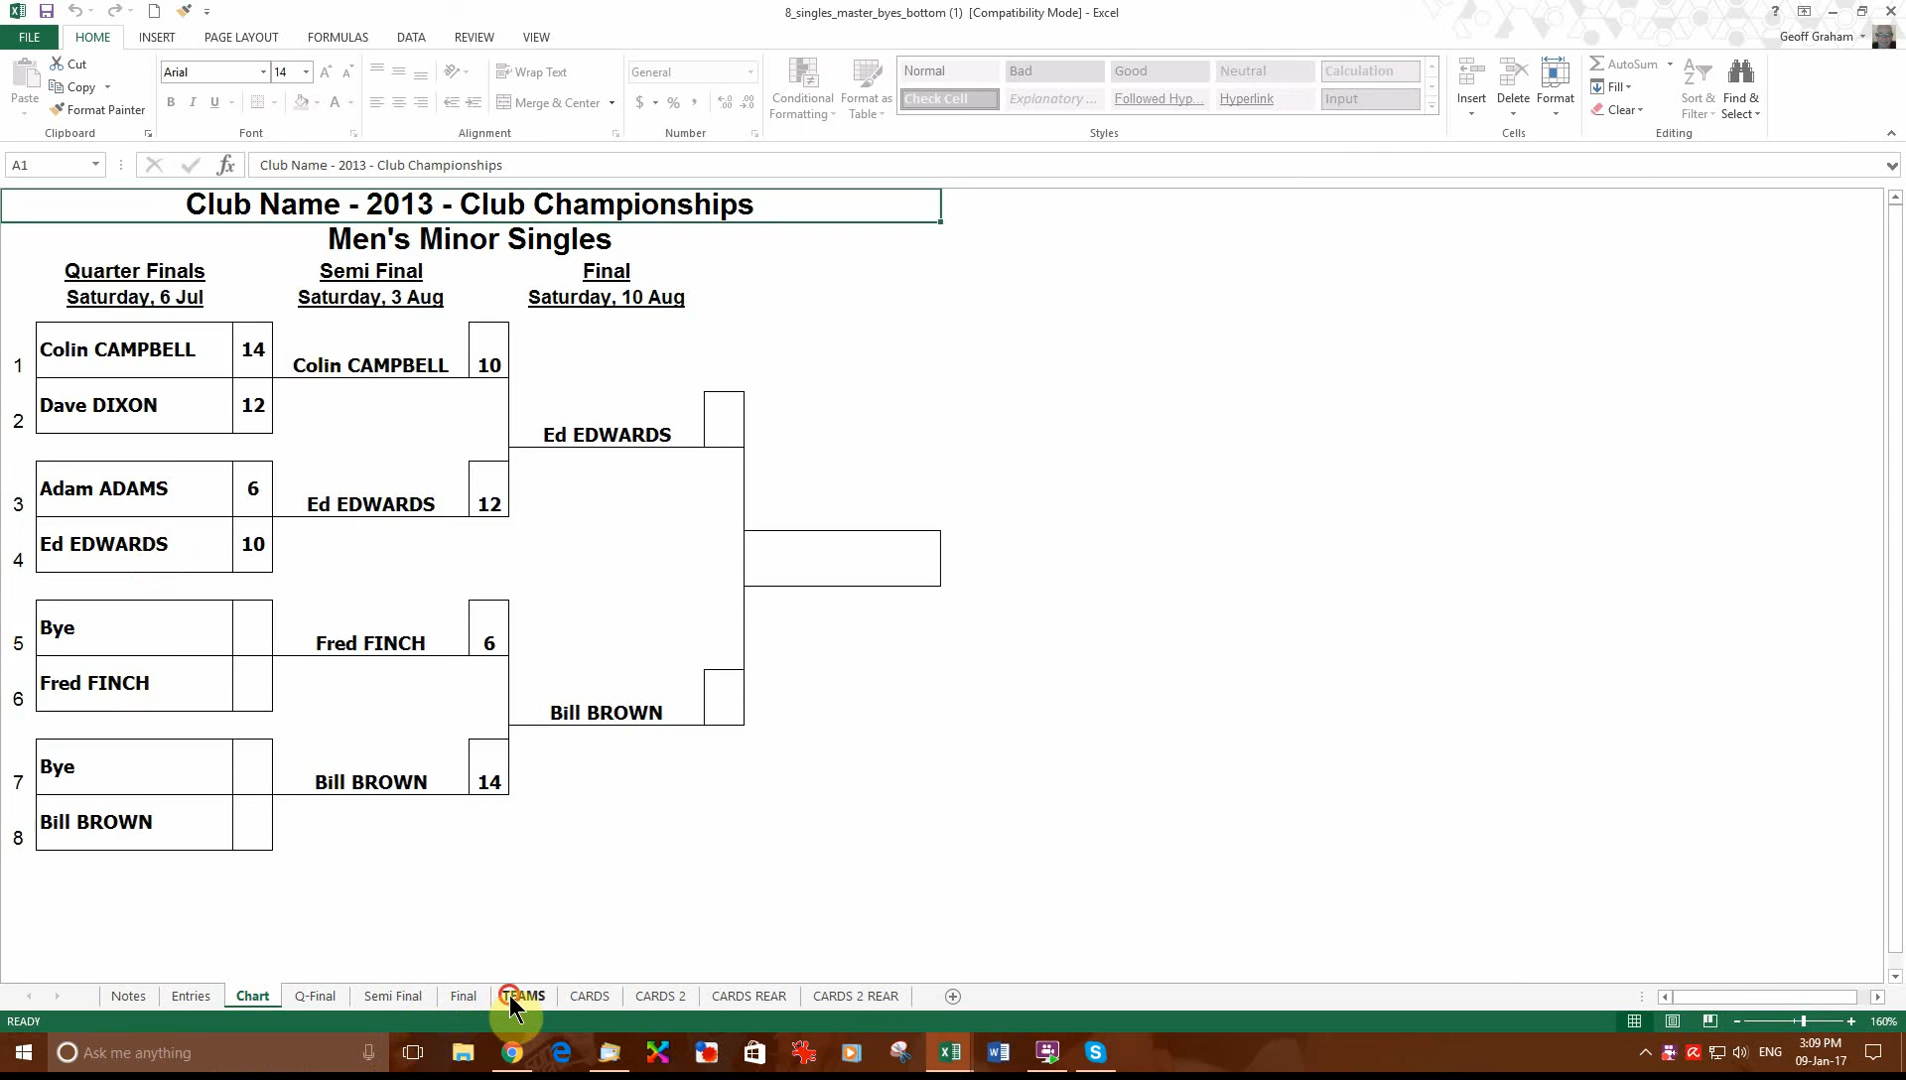 8_singles_master_byes_bottom (1) [Compatibility Mode] - Excel
FILE HOME INSERT PAGE LAYOUT FORMULAS DATA REVIEW VIEW Geoff Graham
Cut
Copy
Format Painter
Paste
Clipboard
Arial 14
B I U
Font
Wrap Text
Merge & Center
Alignment
General
$ % ,
Number
Conditional Formatting
Format as Table
Normal Bad Good Neutral Calculation
Check Cell Explanatory ... Followed Hyp... Hyperlink Input
Styles
Insert Delete Format
Cells
AutoSum
Fill
Clear
Sort & Filter
Find & Select
Editing
A1 fx Club Name - 2013 - Club Championships
Club Name - 2013 - Club Championships
Men's Minor Singles
Quarter Finals Semi Final Final
Saturday, 6 Jul Saturday, 3 Aug Saturday, 10 Aug
1 Colin CAMPBELL 14 Colin CAMPBELL 10
2 Dave DIXON 12
Ed EDWARDS
3 Adam ADAMS 6 Ed EDWARDS 12
4 Ed EDWARDS 10
5 Bye Fred FINCH 6
6 Fred FINCH
Bill BROWN
7 Bye Bill BROWN 14
8 Bill BROWN
Notes Entries Chart Q-Final Semi Final Final TEAMS CARDS CARDS 2 CARDS REAR CARDS 2 REAR
READY 160%
Ask me anything ENG 3:09 PM
09-Jan-17